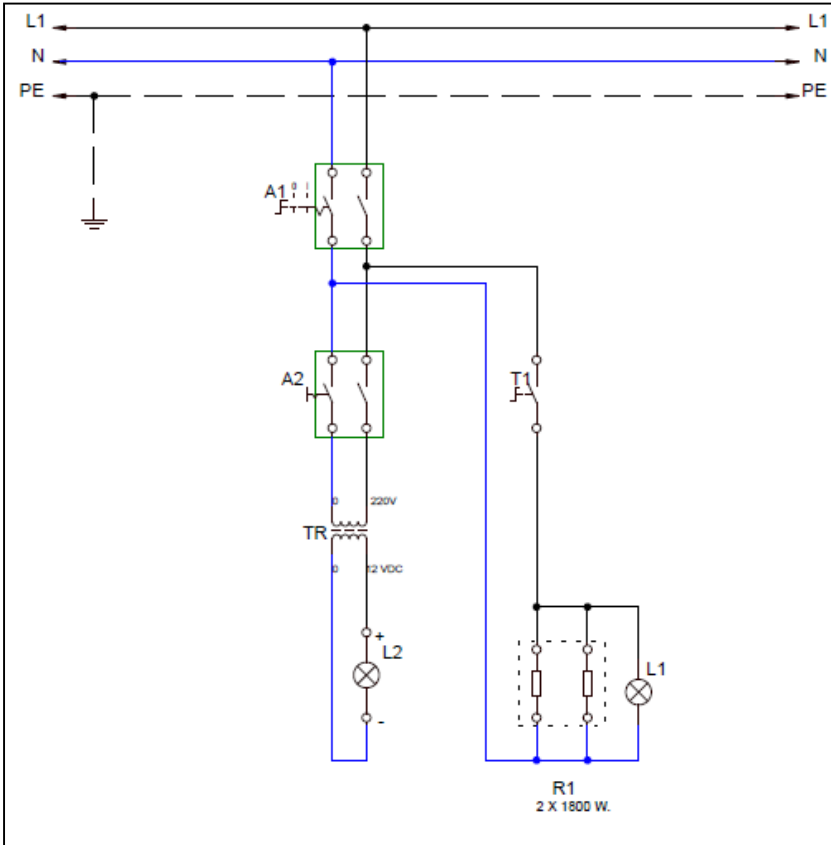 L1 L1
N N
PE PE
A1 0 I
A2
T1
0 220V
TR
0 12 VDC
+
L2
L1
-
R1
2 X 1800 W.